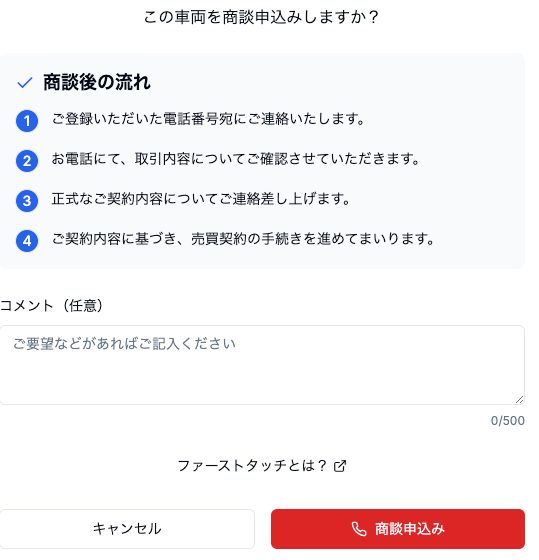 この車両を商談申込みしますか？
商談後の流れ
1 ご登録いただいた電話番号宛にご連絡いたします。
2 お電話にて、取引内容についてご確認させていただきます。
3 正式なご契約内容についてご連絡差し上げます。
4 ご契約内容に基づき、売買契約の手続きを進めてまいります。
コメント（任意）
ご要望などがあればご記入ください
0/500
ファーストタッチとは？
キャンセル
商談申込み